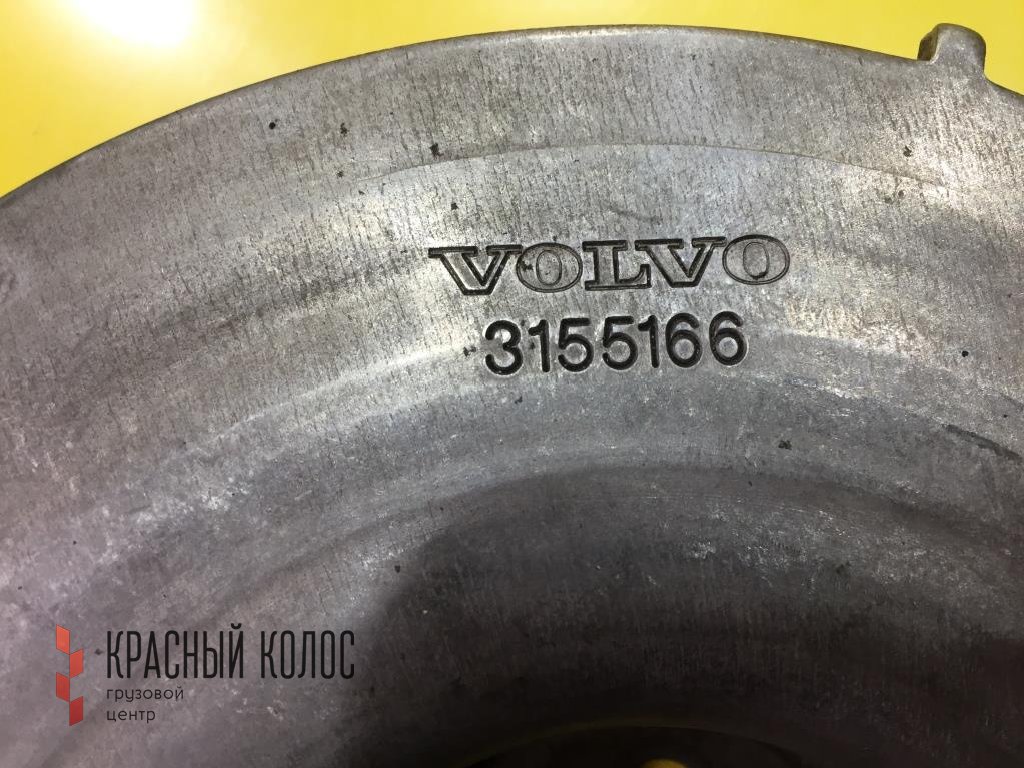 VOLVO
3155166
КРАСНЫЙ КОЛОС
грузовой
центр